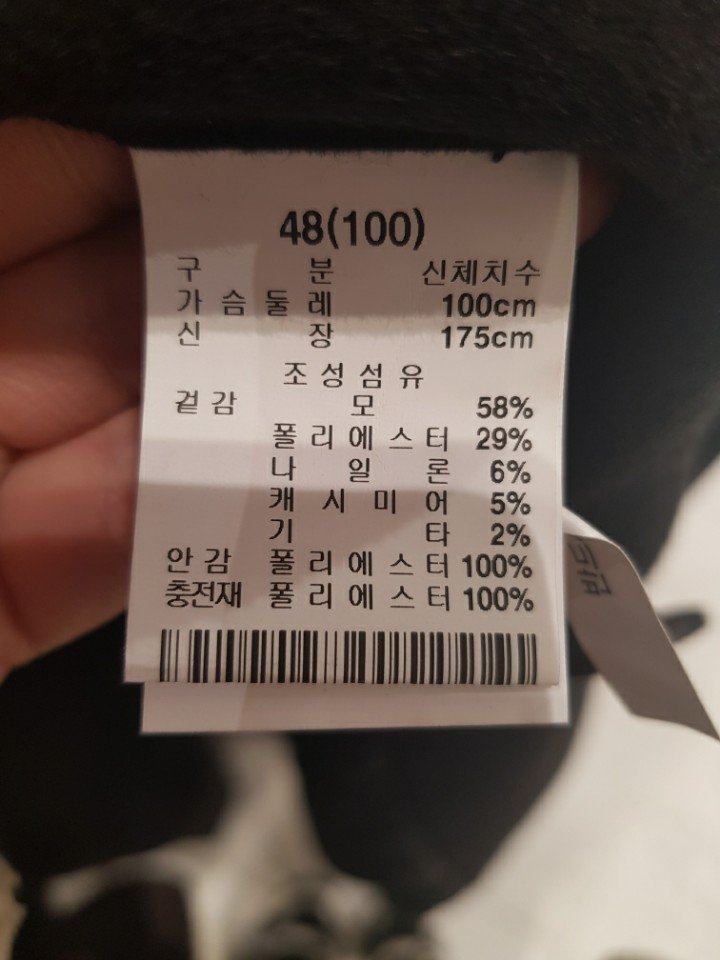 48(100)
구 분 신체치수
가 슴 둘 레 100cm
신 장 175cm
조 성 섬 유
겉 감 모 58%
폴 리 에 스 터 29%
나 일 론 6%
캐 시 미 어 5%
기 타 2%
안 감 폴 리 에 스 터 100%
충전재 폴 리 에 스 터 100%